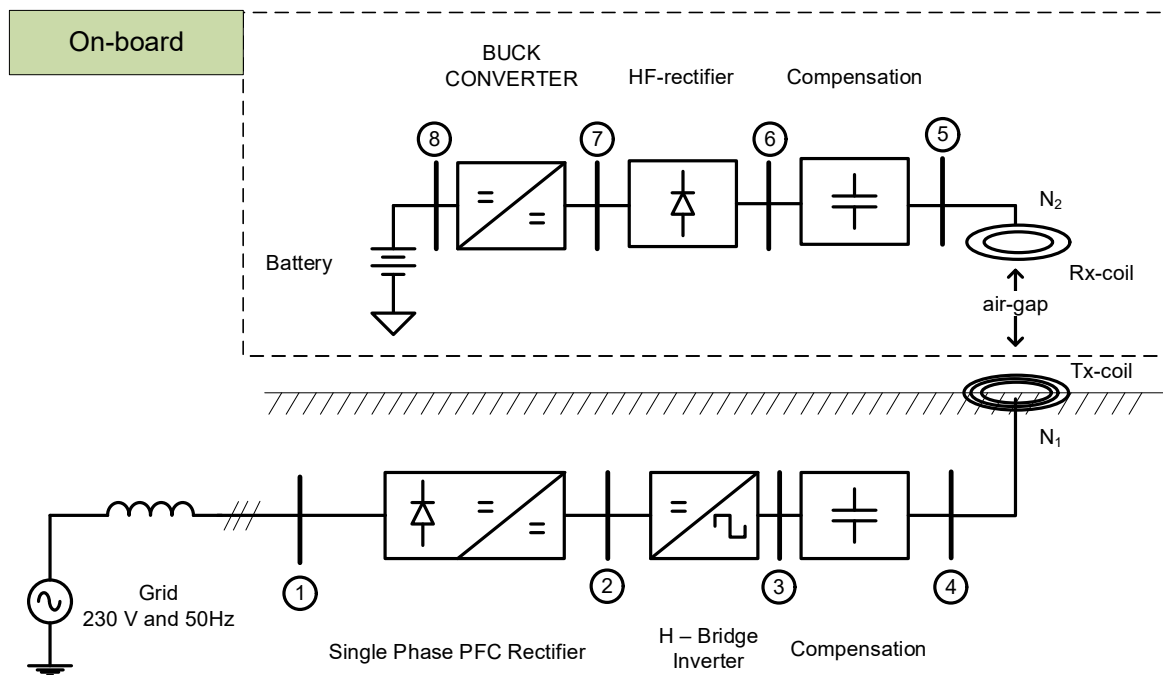 On-board
BUCK
CONVERTER
HF-rectifier
Compensation
8
7
6
5
=
=
N2
Battery
Rx-coil
air-gap
Tx-coil
N1
=
=
=
1
2
3
4
Grid
230 V and 50Hz
Single Phase PFC Rectifier
H – Bridge
Inverter
Compensation